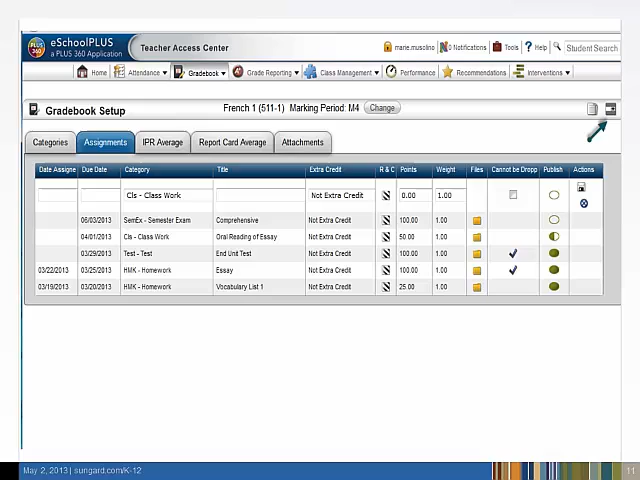 eSchoolPLUS
a PLUS 360 Application
PLUS 360
Teacher Access Center
marie.musolino
0 Notifications
Tools
Help
Student Search
Home
Attendance
Gradebook
Grade Reporting
Class Management
Performance
Recommendations
Interventions
Gradebook Setup
French 1 (511-1) Marking Period: M4
Change
Categories
Assignments
IPR Average
Report Card Average
Attachments
Date Assigne Due Date Category Title Extra Credit R & C Points Weight Files Cannot be Dropp Publish Actions
Cls - Class Work Not Extra Credit 0.00 1.00
06/03/2013 SemEx - Semester Exam Comprehensive Not Extra Credit 100.00 1.00
04/01/2013 Cls - Class Work Oral Reading of Essay Not Extra Credit 50.00 1.00
03/29/2013 Test - Test End Unit Test Not Extra Credit 100.00 1.00
03/22/2013 03/25/2013 HMK - Homework Essay Not Extra Credit 100.00 1.00
03/19/2013 03/20/2013 HMK - Homework Vocabulary List 1 Not Extra Credit 25.00 1.00
May 2, 2013 | sungard.com/K-12
11